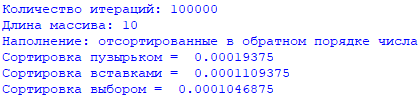 Количество итераций: 100000
Длина массива: 10
Наполнение: отсортированные в обратном порядке числа
Сортировка пузырьком =  0.00019375
Сортировка вставками =  0.0001109375
Сортировка выбором =  0.0001046875